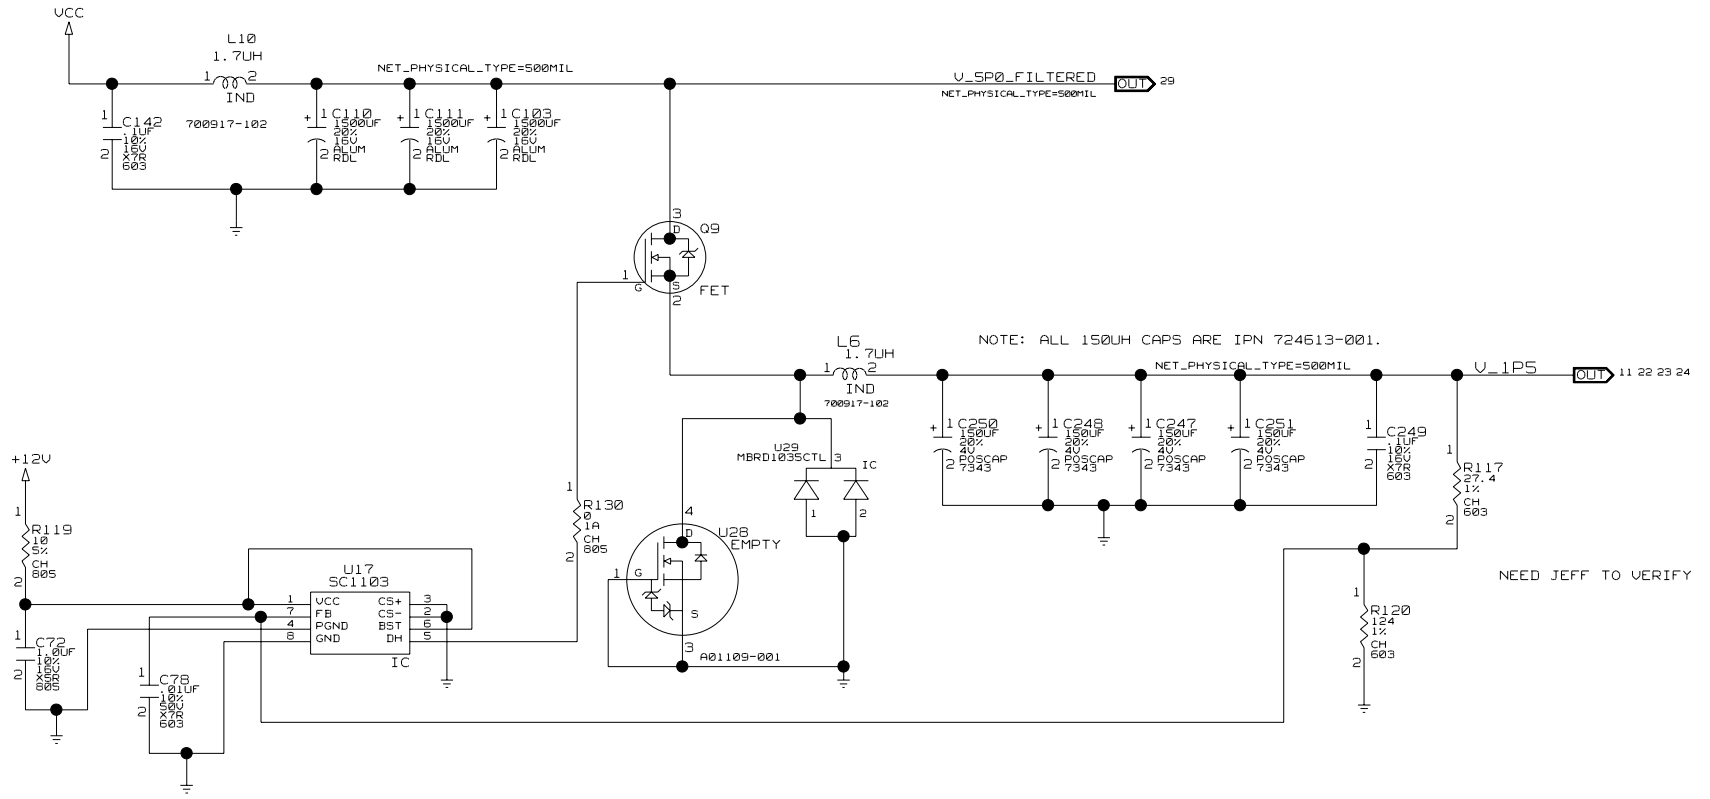 VCC
L10
1.7UH
1 2
IND
700917-102
NET_PHYSICAL_TYPE=500MIL
V_5P0_FILTERED
NET_PHYSICAL_TYPE=500MIL
OUT 29
1 C142
.1UF
10%
16V
2 X7R
603
+ 1 C110
1500UF
20%
16V
2 ALUM
RDL
+ 1 C111
1500UF
20%
16V
2 ALUM
RDL
+ 1 C103
1500UF
20%
16V
2 ALUM
RDL
3
D
Q9
1
G
S
2
FET
L6
1.7UH
1 2
IND
700917-102
NOTE: ALL 150UH CAPS ARE IPN 724613-001.
NET_PHYSICAL_TYPE=500MIL
V_1P5
OUT 11 22 23 24
+ 1 C250
150UF
20%
4V
2 POSCAP
7343
+ 1 C248
150UF
20%
4V
2 POSCAP
7343
+ 1 C247
150UF
20%
4V
2 POSCAP
7343
+ 1 C251
150UF
20%
4V
2 POSCAP
7343
1 C249
.1UF
10%
16V
2 X7R
603
1
R117
27.4
1%
CH
2 603
U29
MBRD1035CTL 3
IC
1 2
+12V
1
R119
10
5%
CH
2 805
1
R130
0
1A
CH
2 805
4
D
U28
EMPTY
1 G
S
3
A01109-001
U17
SC1103
1 VCC CS+ 3
7 FB CS- 2
4 PGND BST 6
8 GND DH 5
IC
1 C72
1.0UF
10%
16V
2 X5R
805
1 C78
.01UF
10%
50V
2 X7R
603
NEED JEFF TO VERIFY
1
R120
124
1%
CH
2 603